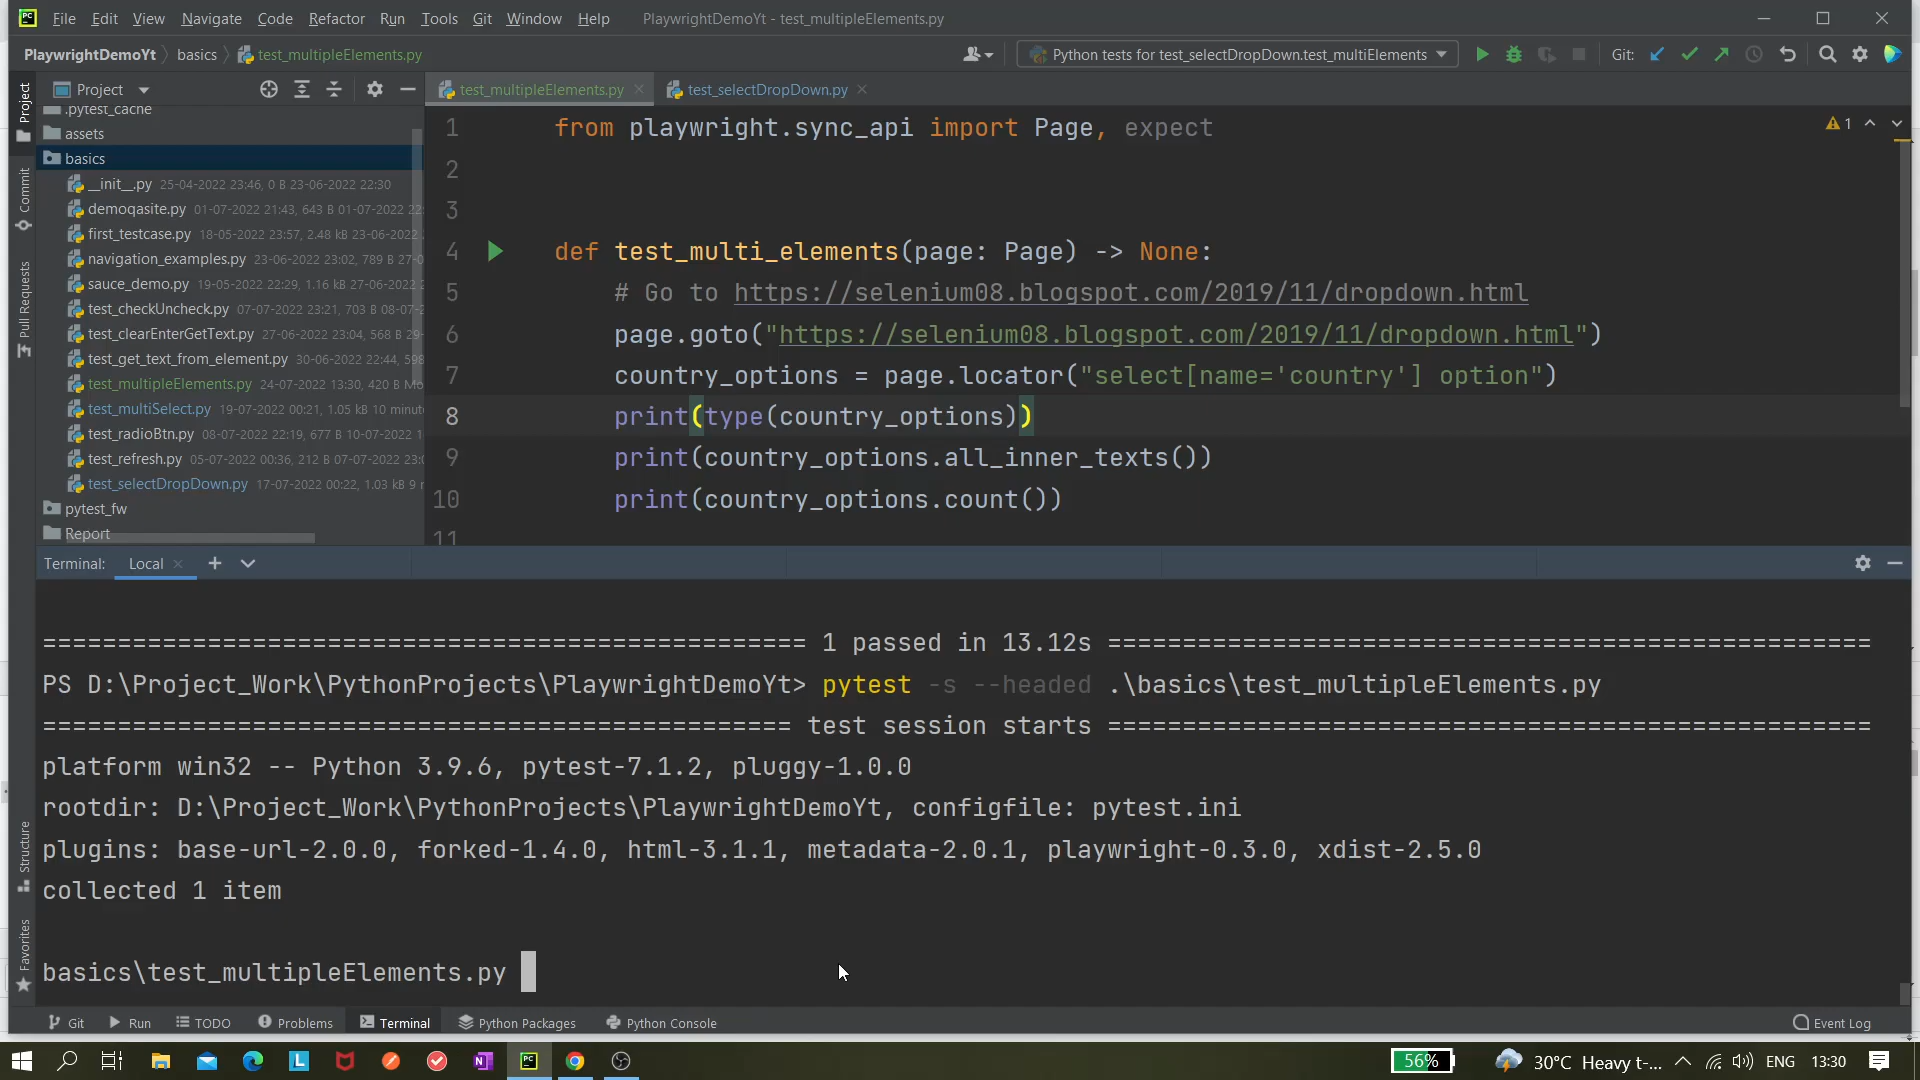 PC File Edit View Navigate Code Refactor Run Tools Git Window Help PlaywrightDemoYt - test_multipleElements.py
PlaywrightDemoYt basics test_multipleElements.py Python tests for test_selectDropDown.test_multiElements Git:
Project
test_multipleElements.py
test_selectDropDown.py
Project
Commit
Pull Requests
Structure
Favorites
.pytest_cache
assets
basics
__init__.py 25-04-2022 23:46, 0 B 23-06-2022 22:30
demoqasite.py 01-07-2022 21:43, 643 B 01-07-2022 22:
first_testcase.py 18-05-2022 23:57, 2.48 kB 23-06-2022
navigation_examples.py 23-06-2022 23:02, 789 B 27-0
sauce_demo.py 19-05-2022 22:29, 1.16 kB 27-06-2022
test_checkUncheck.py 07-07-2022 23:21, 703 B 08-07-
test_clearEnterGetText.py 27-06-2022 23:04, 568 B 29-
test_get_text_from_element.py 30-06-2022 22:44, 598
test_multipleElements.py 24-07-2022 13:30, 420 B Mo
test_multiSelect.py 19-07-2022 00:21, 1.05 kB 10 minut
test_radioBtn.py 08-07-2022 22:19, 677 B 10-07-2022 1
test_refresh.py 05-07-2022 00:36, 212 B 07-07-2022 23:
test_selectDropDown.py 17-07-2022 00:22, 1.03 kB 9
pytest_fw
Report
1 from playwright.sync_api import Page, expect
2
3
4 def test_multi_elements(page: Page) -> None:
5 # Go to https://selenium08.blogspot.com/2019/11/dropdown.html
6 page.goto("https://selenium08.blogspot.com/2019/11/dropdown.html")
7 country_options = page.locator("select[name='country'] option")
8 print(type(country_options))
9 print(country_options.all_inner_texts())
10 print(country_options.count())
11
1
Terminal: Local
================================================== 1 passed in 13.12s ==================================================
PS D:\Project_Work\PythonProjects\PlaywrightDemoYt> pytest -s --headed .\basics\test_multipleElements.py
================================================= test session starts ==================================================
platform win32 -- Python 3.9.6, pytest-7.1.2, pluggy-1.0.0
rootdir: D:\Project_Work\PythonProjects\PlaywrightDemoYt, configfile: pytest.ini
plugins: base-url-2.0.0, forked-1.4.0, html-3.1.1, metadata-2.0.1, playwright-0.3.0, xdist-2.5.0
collected 1 item
basics\test_multipleElements.py
Git Run TODO Problems Terminal Python Packages Python Console Event Log
56% 30°C Heavy t-... ENG 13:30